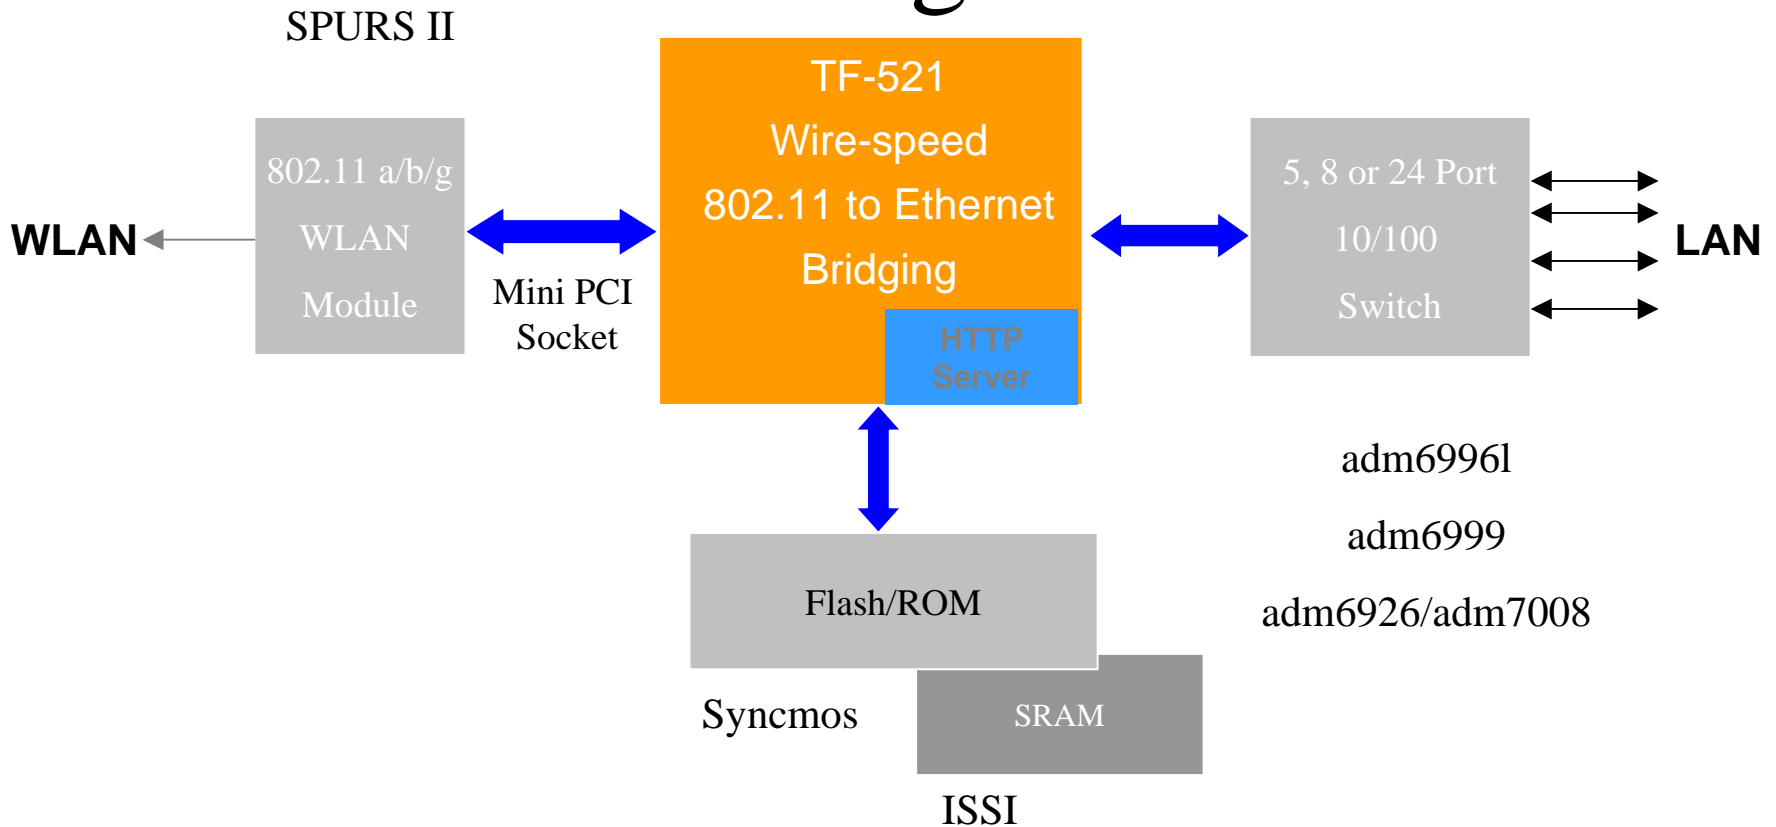 g
SPURS II
TF-521
Wire-speed
802.11 to Ethernet
Bridging
HTTP
Server
802.11 a/b/g
WLAN
Module
WLAN
Mini PCI
Socket
5, 8 or 24 Port
10/100
Switch
LAN
adm6996l
adm6999
adm6926/adm7008
Flash/ROM
Syncmos
SRAM
ISSI